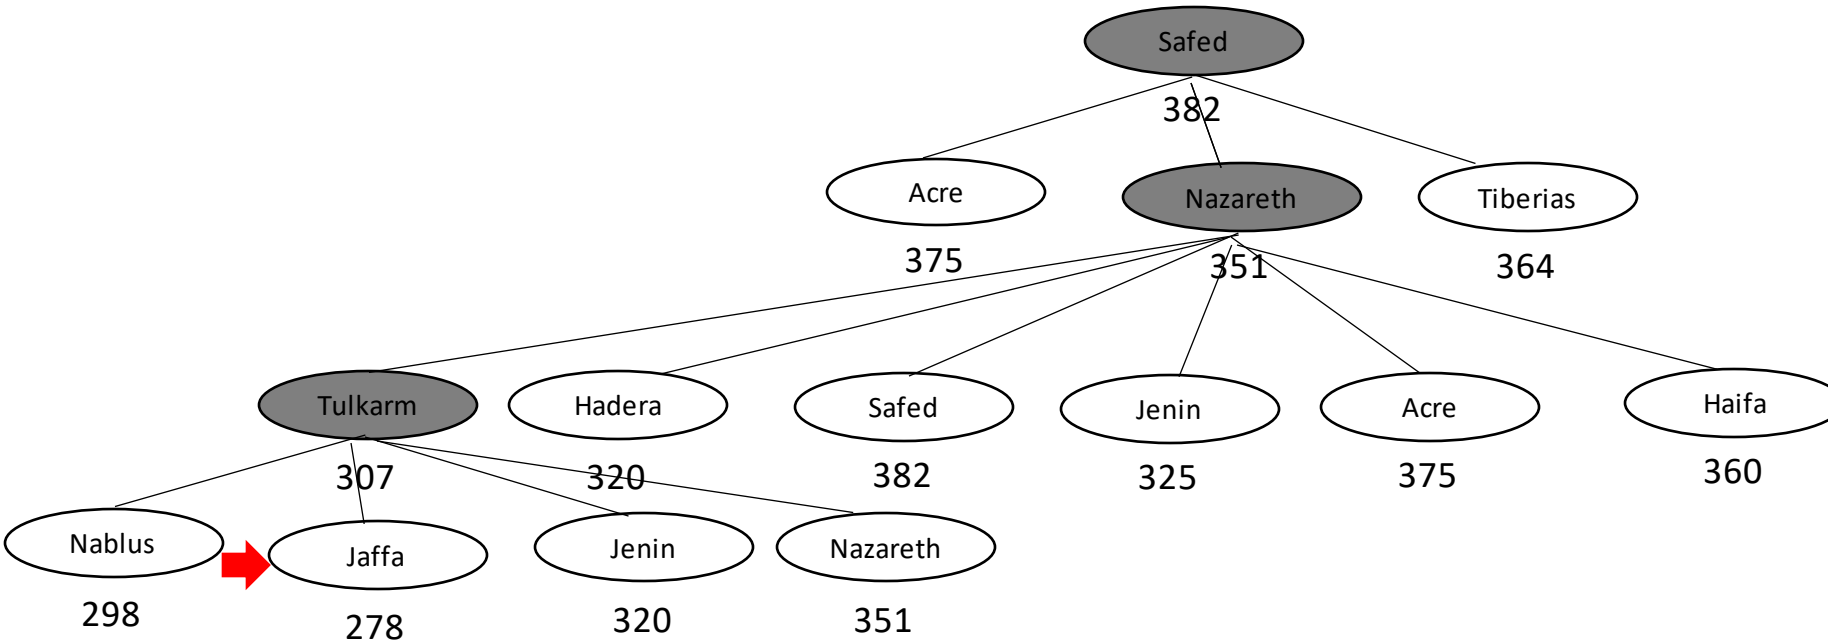 Safed
382
Acre
Nazareth
Tiberias
375
351
364
Tulkarm
Hadera
Safed
Jenin
Acre
Haifa
307
320
382
325
375
360
Nablus
Jaffa
Jenin
Nazareth
298
278
320
351